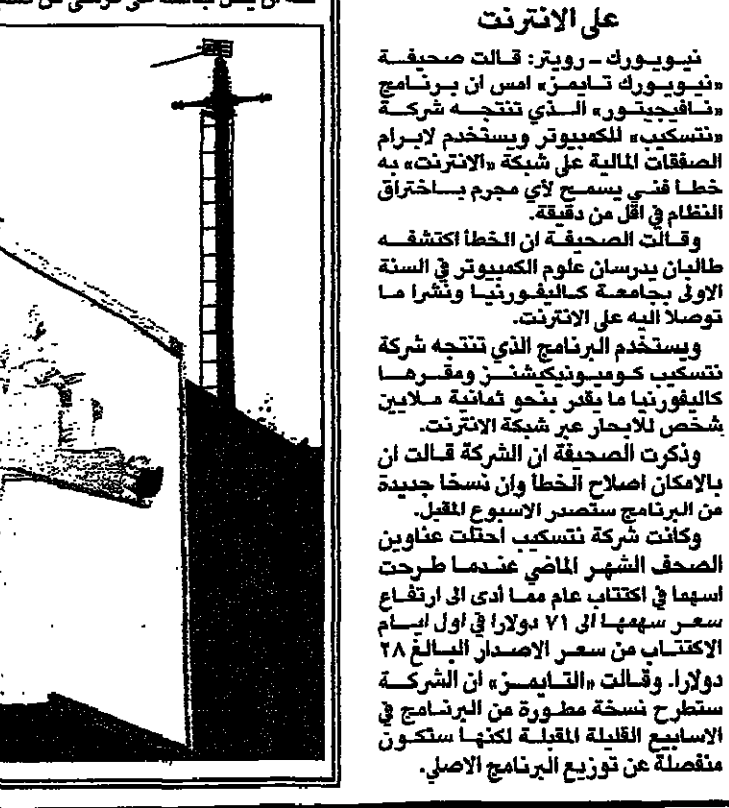 على الانترنت
نيويورك ـ رويتر: قالت صحيفة
«نيويورك تايمز» امس ان برنامج
«نافيجيتور» الذي تنتجه شركة
«نتسكيب» للكمبيوتر ويستخدم لابرام
الصفقات المالية على شبكة «الانترنت» به
خطأ فني يسمح لأي مجرم باختراق
النظام في اقل من دقيقة.
وقالت الصحيفة ان الخطأ اكتشفه
طالبان يدرسان علوم الكمبيوتر في السنة
الاولى بجامعة كاليفورنيا ونشرا ما
توصلا اليه على الانترنت.
ويستخدم البرنامج الذي تنتجه شركة
نتسكيب كوميونيكيشنز ومقرها
كاليفورنيا ما يقدر بنحو ثمانية ملايين
شخص للابحار عبر شبكة الانترنت.
وذكرت الصحيفة ان الشركة قالت ان
بالامكان اصلاح الخطأ وان نسخا جديدة
من البرنامج ستصدر الاسبوع المقبل.
وكانت شركة نتسكيب احتلت عناوين
الصحف الشهر الماضي عندما طرحت
اسهما في اكتتاب عام مما أدى الى ارتفاع
سعر سهمها الى ٧١ دولارا في اول ايام
الاكتتاب من سعر الاصدار البالغ ٢٨
دولارا. وقالت «التايمز» ان الشركة
ستطرح نسخة مطورة من البرنامج في
الاسابيع القليلة المقبلة لكنها ستكون
منفصلة عن توزيع البرنامج الاصلي.